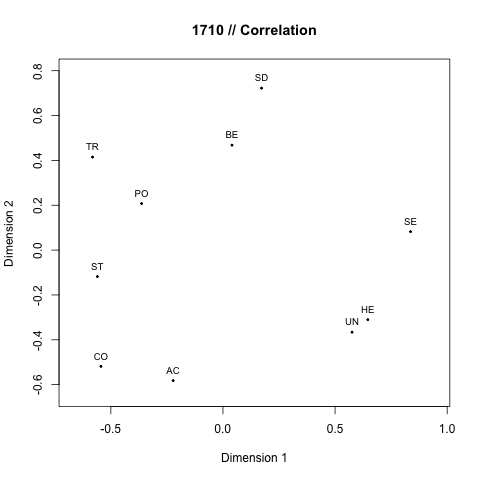 1710 // Correlation
SD
BE
TR
PO
SE
ST
HE
UN
CO
AC
0.8
0.6
0.4
0.2
0.0
-0.2
-0.4
-0.6
Dimension 2
-0.5 0.0 0.5 1.0
Dimension 1